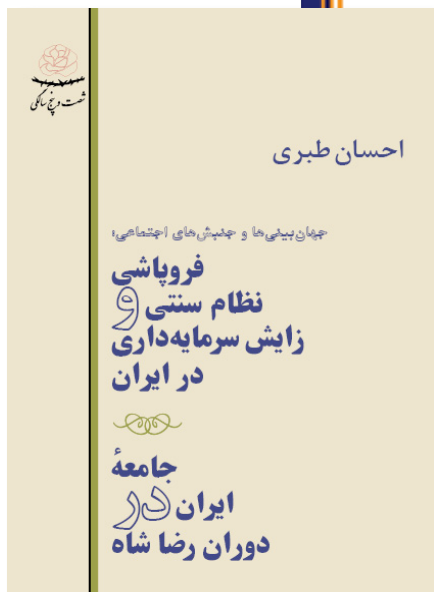 شصت و پنج سالگی
احسان طبری
جهان‌بینی‌ها و جنبش‌های اجتماعی:
فروپاشی
نظام سنتی و
زایش سرمایه‌داری
در ایران
جامعهٔ
ایران در
دوران رضا شاه